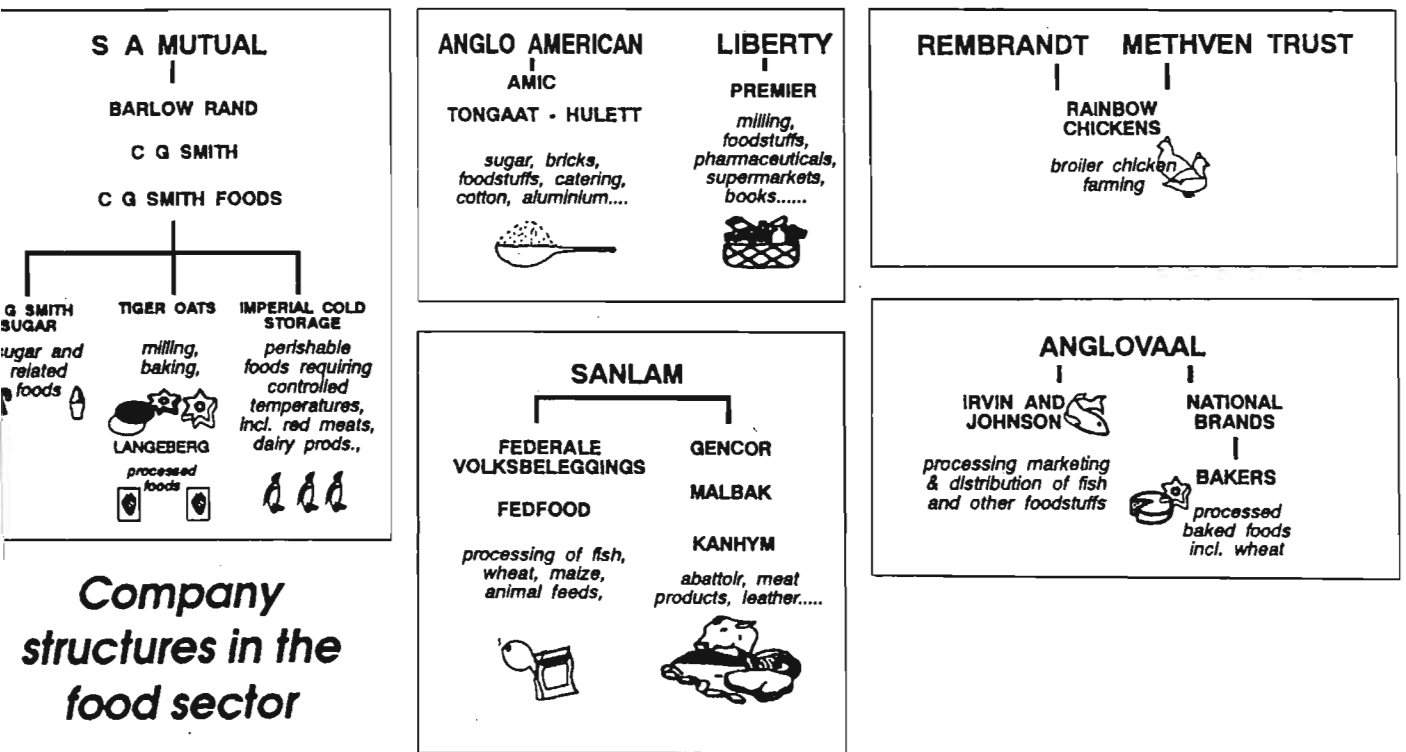 S A MUTUAL
BARLOW RAND
C G SMITH
C G SMITH FOODS
G SMITH
SUGAR
ugar and
related
foods
TIGER OATS
milling,
baking,
LANGEBERG
processed
foods
IMPERIAL COLD
STORAGE
perishable
foods requiring
controlled
temperatures,
incl. red meats,
dairy prods.,
Company
structures in the
food sector
ANGLO AMERICAN
AMIC
TONGAAT - HULETT
sugar, bricks,
foodstuffs, catering,
cotton, aluminium....
LIBERTY
PREMIER
milling,
foodstuffs,
pharmaceuticals,
supermarkets,
books......
SANLAM
FEDERALE
VOLKSBELEGGINGS
FEDFOOD
processing of fish,
wheat, maize,
animal feeds,
GENCOR
MALBAK
KANHYM
abattoir, meat
products, leather.....
REMBRANDT METHVEN TRUST
RAINBOW
CHICKENS
broiler chicken
farming
ANGLOVAAL
IRVIN AND
JOHNSON
processing marketing
& distribution of fish
and other foodstuffs
NATIONAL
BRANDS
BAKERS
processed
baked foods
incl. wheat